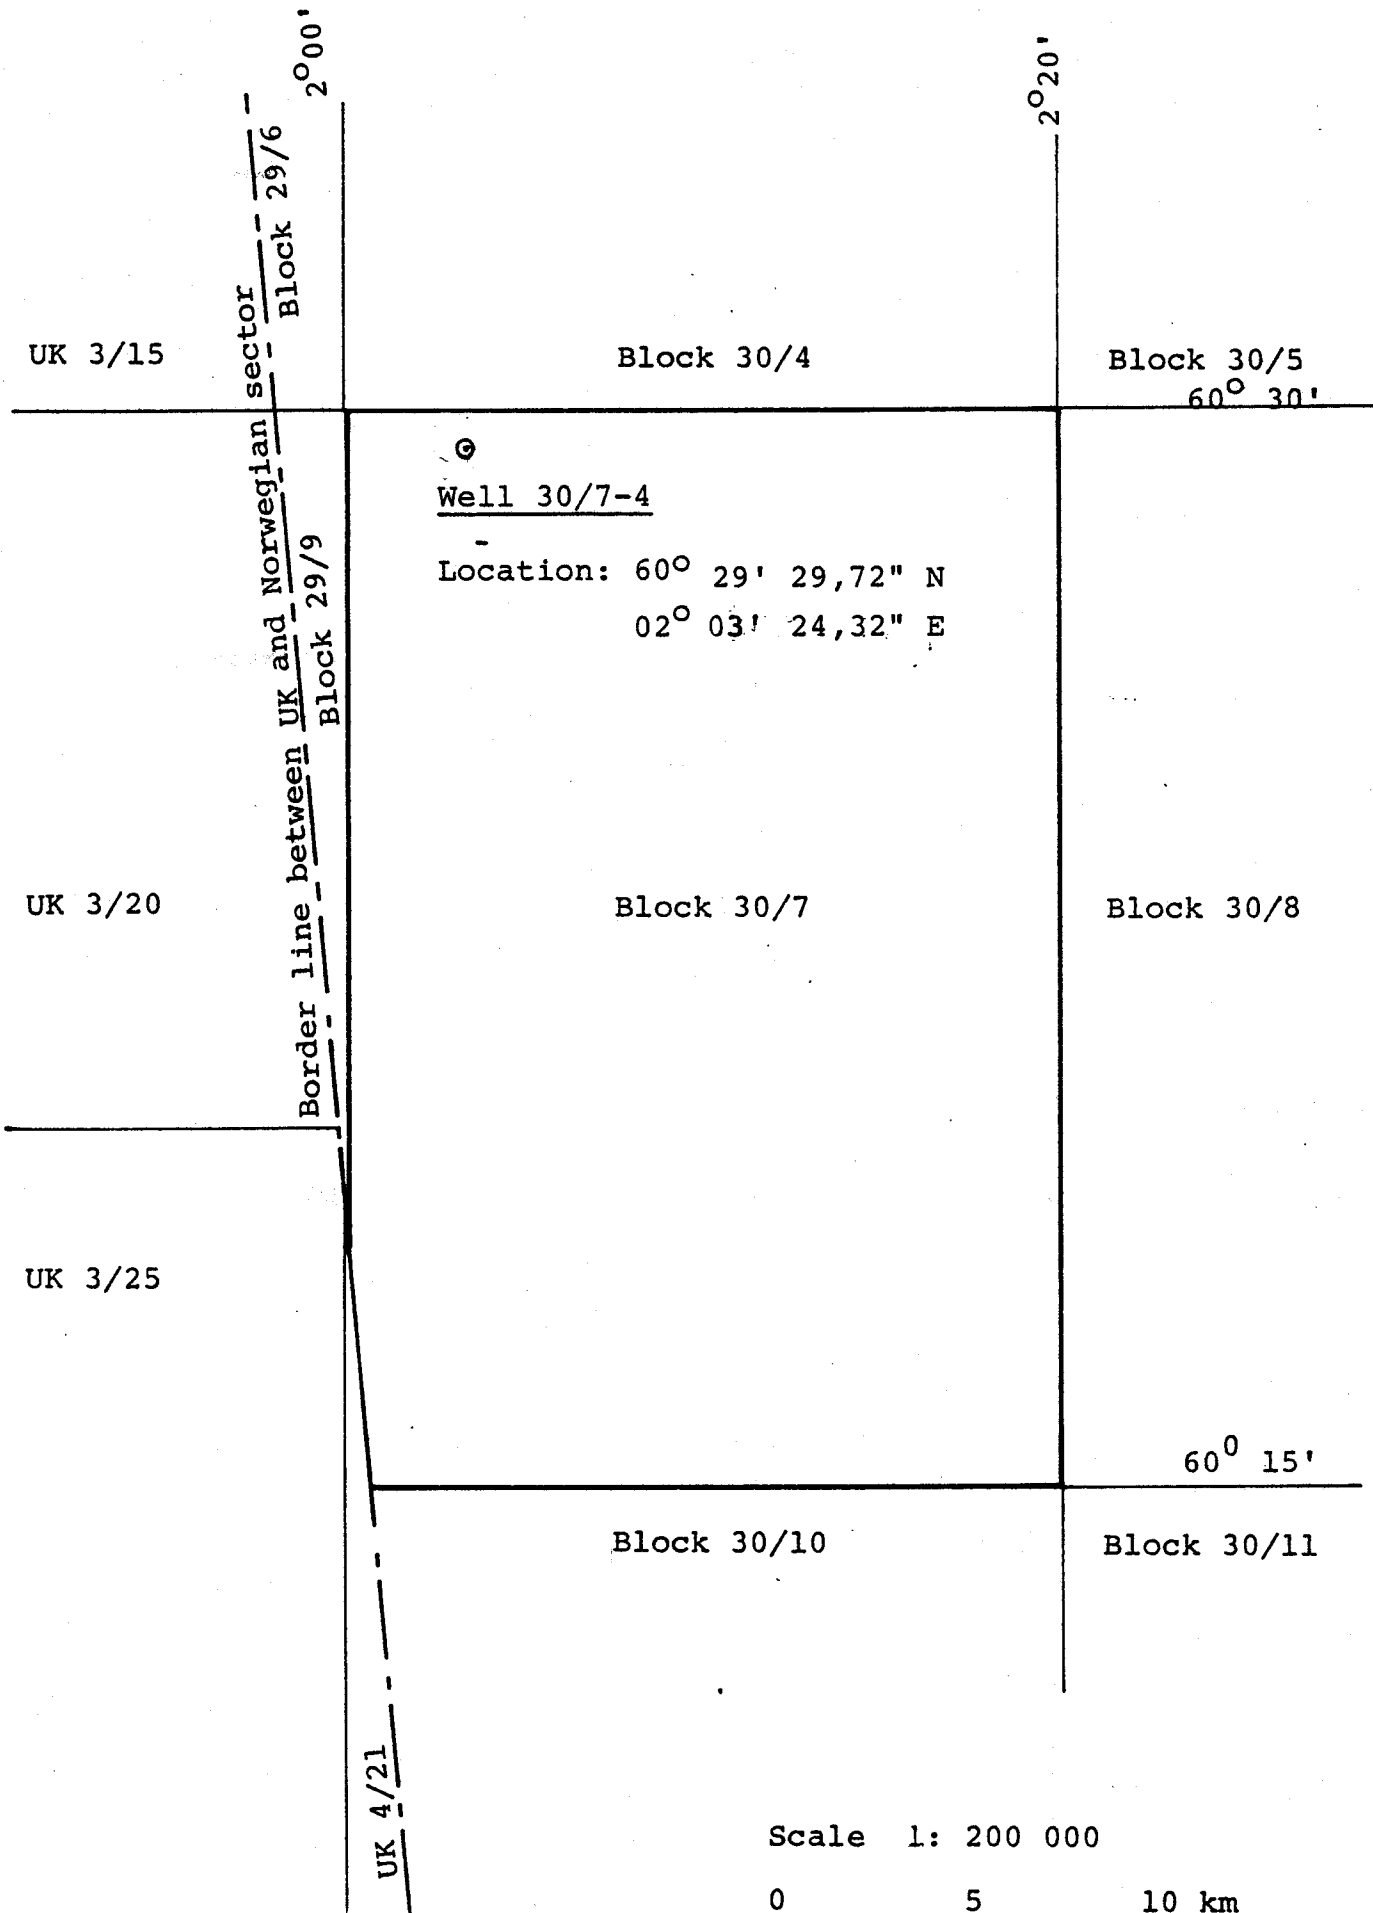 2°00'
2°20'
Block 29/6
UK 3/15
Block 30/4
Block 30/5
60° 30'
Border line between UK and Norwegian sector
Block 29/9
Well 30/7-4
Location: 60° 29' 29,72" N
02° 03' 24,32" E
UK 3/20
Block 30/7
Block 30/8
UK 3/25
60° 15'
Block 30/10
Block 30/11
UK 4/21
Scale 1: 200 000
0 5 10 km